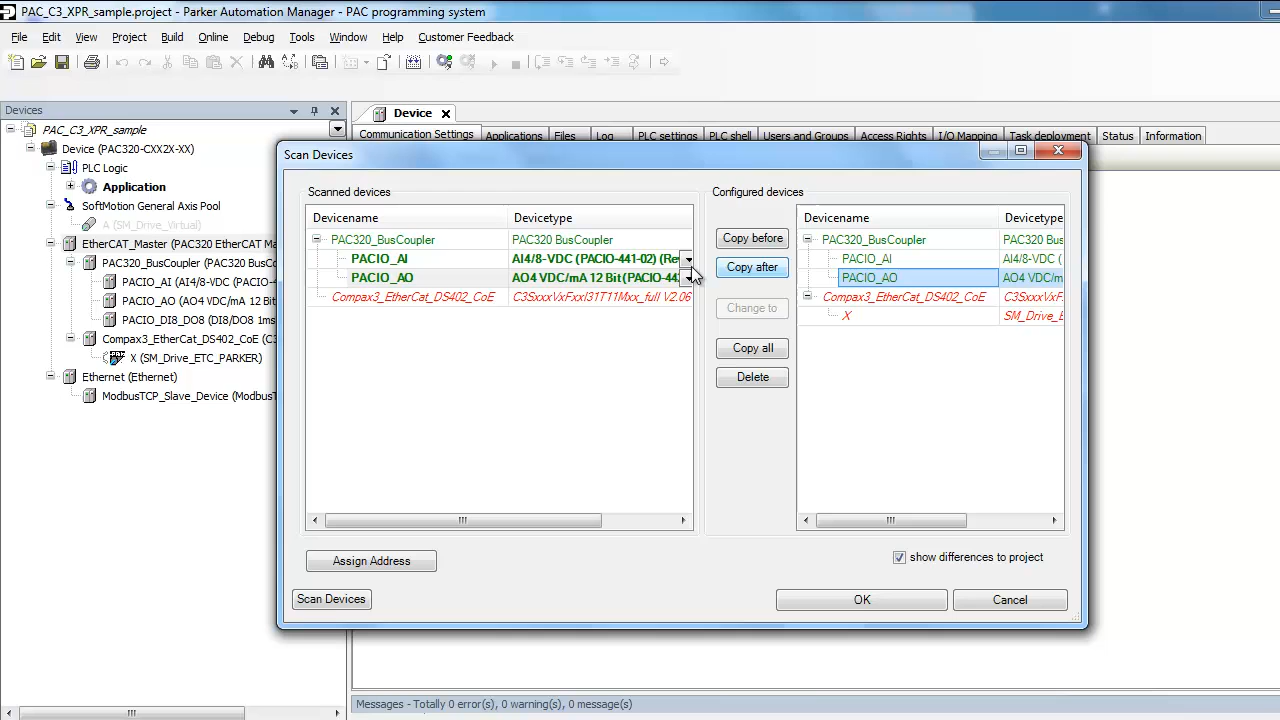 PAC_C3_XPR_sample.project - Parker Automation Manager - PAC programming system
File Edit View Project Build Online Debug Tools Window Help Customer Feedback
Devices
PAC_C3_XPR_sample
Device (PAC320-CXX2X-XX)
PLC Logic
Application
SoftMotion General Axis Pool
A (SM_Drive_Virtual)
EtherCAT_Master (PAC320 EtherCAT Ma
PAC320_BusCoupler (PAC320 BusCoupler)
PACIO_AI (AI4/8-VDC (PACIO-4
PACIO_AO (AO4 VDC/mA 12 Bit
PACIO_DI8_DO8 (DI8/DO8 1ms
Compax3_EtherCat_DS402_CoE (C3
X (SM_Drive_ETC_PARKER)
Ethernet (Ethernet)
ModbusTCP_Slave_Device (ModbusT
Device
Communication Settings Applications Files Log PLC settings PLC shell Users and Groups Access Rights I/O Mapping Task deployment Status Information
Scan Devices
Scanned devices
Devicename Devicetype
PAC320_BusCoupler PAC320 BusCoupler
PACIO_AI AI4/8-VDC (PACIO-441-02) (Re
PACIO_AO AO4 VDC/mA 12 Bit (PACIO-442
Compax3_EtherCat_DS402_CoE C3SxxxVxFxxI31T11Mxx_full V2.06
Copy before
Copy after
Change to
Copy all
Delete
Configured devices
Devicename Devicetype
PAC320_BusCoupler PAC320 Bus
PACIO_AI AI4/8-VDC (
PACIO_AO AO4 VDC/m
Compax3_EtherCat_DS402_CoE C3SxxxVxF
X SM_Drive_E
Assign Address
show differences to project
Scan Devices
OK
Cancel
Messages - Totally 0 error(s), 0 warning(s), 0 message(s)